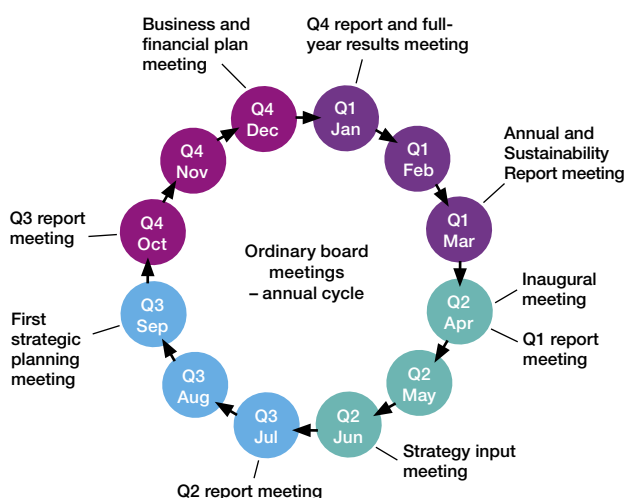 Business and
financial plan
meeting
Q4 report and full-
year results meeting
Q4
Dec
Q1
Jan
Q4
Nov
Q1
Feb
Annual and
Sustainability
Report meeting
Q3 report
meeting
Q4
Oct
Q1
Mar
Ordinary board
meetings
– annual cycle
First
strategic
planning
meeting
Q3
Sep
Q2
Apr
Inaugural
meeting
Q1 report
meeting
Q3
Aug
Q2
May
Q3
Jul
Q2
Jun
Strategy input
meeting
Q2 report meeting